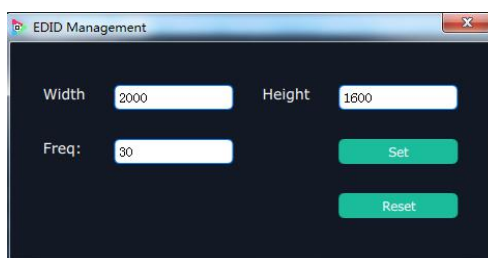 EDID Management
Width 2000 Height 1600
Freq: 30 Set
Reset